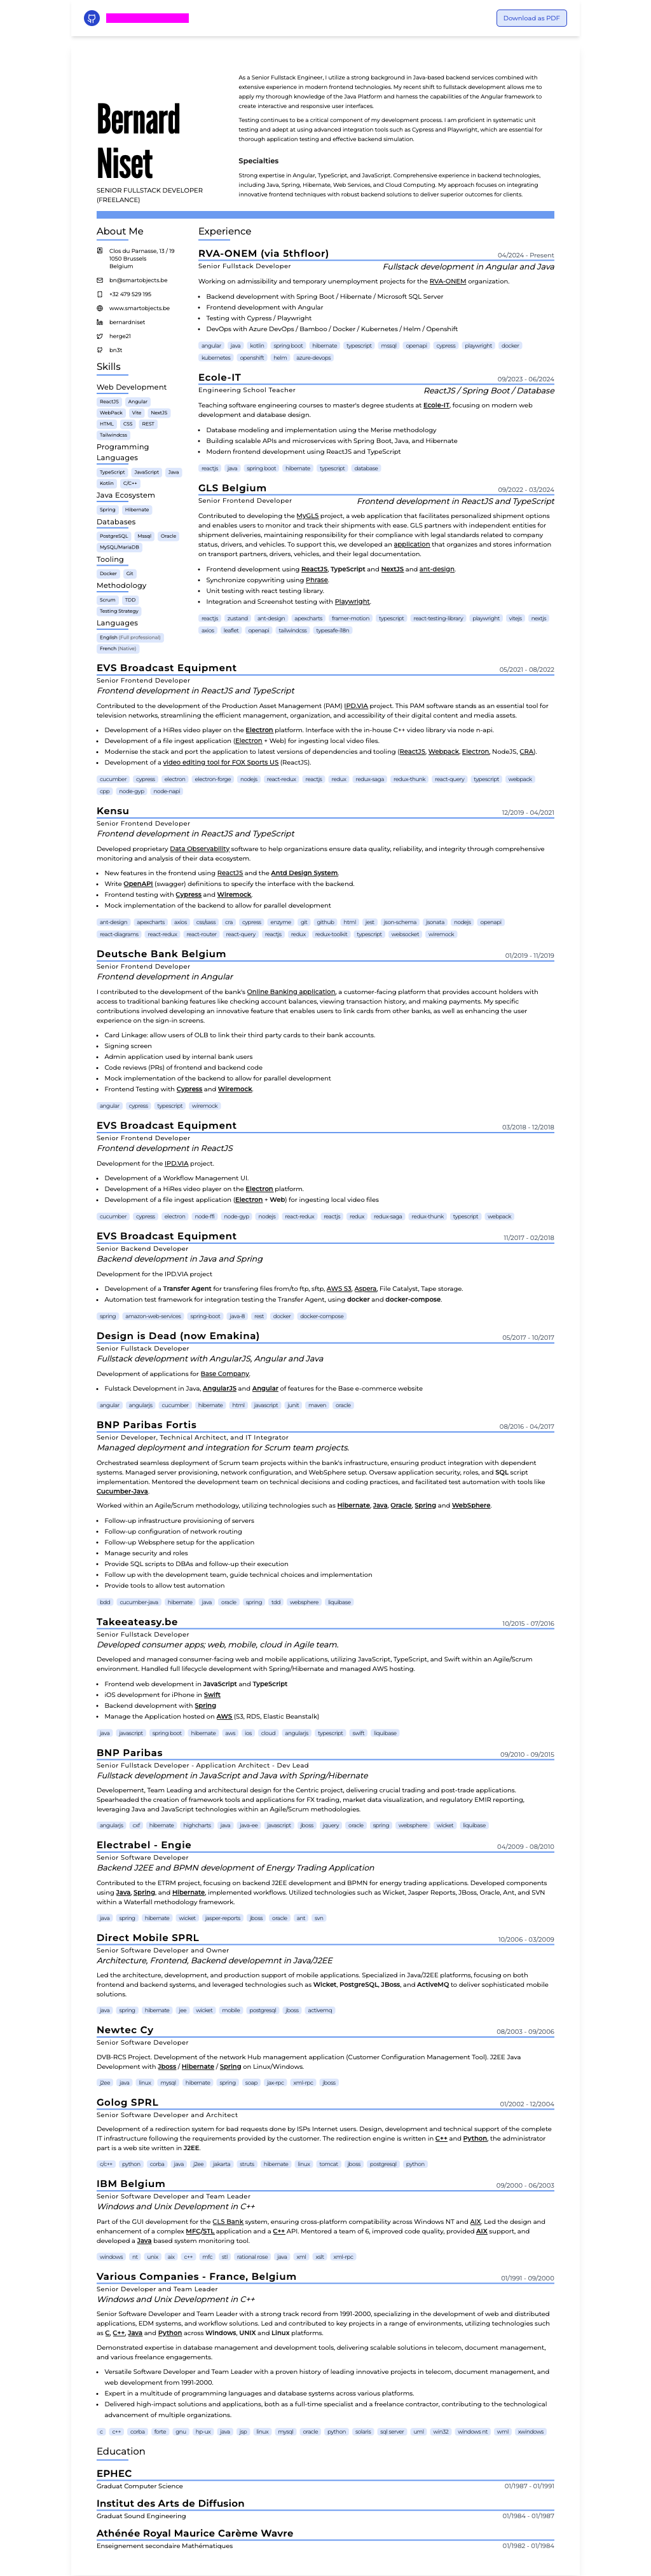 Download as PDF
Bernard
Niset
SENIOR FULLSTACK DEVELOPER
(FREELANCE)
As a Senior Fullstack Engineer, I utilize a strong background in Java-based backend services combined with
extensive experience in modern frontend technologies. My recent shift to fullstack development allows me to
apply my thorough knowledge of the Java Platform and harness the capabilities of the Angular framework to
create interactive and responsive user interfaces.
Testing continues to be a critical component of my development process. I am proficient in systematic unit
testing and adept at using advanced integration tools such as Cypress and Playwright, which are essential for
thorough application testing and effective backend simulation.
Specialties
Strong expertise in Angular, TypeScript, and JavaScript. Comprehensive experience in backend technologies,
including Java, Spring, Hibernate, Web Services, and Cloud Computing. My approach focuses on integrating
innovative frontend techniques with robust backend solutions to deliver superior outcomes for clients.
About Me
Clos du Parnasse, 13 / 19
1050 Brussels
Belgium
bn@smartobjects.be
+32 479 529 195
www.smartobjects.be
bernardniset
herge21
bn3t
Skills
Web Development
ReactJS Angular
WebPack Vite NextJS
HTML CSS REST
Tailwindcss
Programming
Languages
TypeScript JavaScript Java
Kotlin C/C++
Java Ecosystem
Spring Hibernate
Databases
PostgreSQL Mssql Oracle
MySQL/MariaDB
Tooling
Docker Git
Methodology
Scrum TDD
Testing Strategy
Languages
English (Full professional)
French (Native)
Experience
RVA-ONEM (via 5thfloor) 04/2024 - Present
Senior Fullstack Developer Fullstack development in Angular and Java
Working on admissibility and temporary unemployment projects for the RVA-ONEM organization.
• Backend development with Spring Boot / Hibernate / Microsoft SQL Server
• Frontend development with Angular
• Testing with Cypress / Playwright
• DevOps with Azure DevOps / Bamboo / Docker / Kubernetes / Helm / Openshift
angular java kotlin spring boot hibernate typescript mssql openapi cypress playwright docker
kubernetes openshift helm azure-devops
Ecole-IT 09/2023 - 06/2024
Engineering School Teacher ReactJS / Spring Boot / Database
Teaching software engineering courses to master's degree students at Ecole-IT, focusing on modern web
development and database design.
• Database modeling and implementation using the Merise methodology
• Building scalable APIs and microservices with Spring Boot, Java, and Hibernate
• Modern frontend development using ReactJS and TypeScript
reactjs java spring boot hibernate typescript database
GLS Belgium 09/2022 - 03/2024
Senior Frontend Developer Frontend development in ReactJS and TypeScript
Contributed to developing the MyGLS project, a web application that facilitates personalized shipment options
and enables users to manage and track their shipments with ease. GLS partners with independent entities for
shipment deliveries, maintaining responsibility for their compliance with legal standards related to company
status, drivers, and vehicles. To support this, we developed an application that organises and stores information
on transport partners, drivers, vehicles, and their legal documentation.
• Frontend development using ReactJS, TypeScript and NextJS and ant-design.
• Synchronize copywriting using Phrase.
• Unit testing with react testing library.
• Integration and Screenshot testing with Playwright.
reactjs zustand ant-design apexcharts framer-motion typescript react-testing-library playwright vitejs nextjs
axios leaflet openapi tailwindcss typesafe-i18n
EVS Broadcast Equipment 05/2021 - 08/2022
Senior Frontend Developer
Frontend development in ReactJS and TypeScript
Contributed to the development of the Production Asset Management (PAM) IPD.VIA project. This PAM software stands as an essential tool for
television networks, streamlining the efficient management, organization, and accessibility of their digital content and media assets.
• Development of a HiRes video player on the Electron platform. Interface with the in-house C++ video library via node n-api.
• Development of a file ingest application (Electron + Web) for ingesting local video files.
• Modernise the stack and port the application to latest versions of dependencies and tooling (ReactJS, Webpack, Electron, NodeJS, CRA).
• Development of a video editing tool for FOX Sports US (ReactJS).
cucumber cypress electron electron-forge nodejs react-redux reactjs redux redux-saga redux-thunk react-query typescript webpack
cpp node-gyp node-napi
Kensu 12/2019 - 04/2021
Senior Frontend Developer
Frontend development in ReactJS and TypeScript
Developed proprietary Data Observability software to help organizations ensure data quality, reliability, and integrity through comprehensive
monitoring and analysis of their data ecosystem.
• New features in the frontend using ReactJS and the Antd Design System.
• Write OpenAPI (swagger) definitions to specify the interface with the backend.
• Frontend testing with Cypress and Wiremock.
• Mock implementation of the backend to allow for parallel development
ant-design apexcharts axios css/sass cra cypress enzyme git github html jest json-schema jsonata nodejs openapi
react-diagrams react-redux react-router react-query reactjs redux redux-toolkit typescript websocket wiremock
Deutsche Bank Belgium 01/2019 - 11/2019
Senior Frontend Developer
Frontend development in Angular
I contributed to the development of the bank's Online Banking application, a customer-facing platform that provides account holders with
access to traditional banking features like checking account balances, viewing transaction history, and making payments. My specific
contributions involved developing an innovative feature that enables users to link cards from other banks, as well as enhancing the user
experience of the sign-in screens.
• Card Linkage: allow users of OLB to link their third party cards to their bank accounts.
• Signing screen
• Admin application used by internal bank users
• Code reviews (PRs) of frontend and backend code
• Mock implementation of the backend to allow for parallel development
• Frontend Testing with Cypress and Wiremock.
angular cypress typescript wiremock
EVS Broadcast Equipment 03/2018 - 12/2018
Senior Frontend Developer
Frontend development in ReactJS
Development for the IPD.VIA project.
• Development of a Workflow Management UI.
• Development of a HiRes video player on the Electron platform.
• Development of a file ingest application (Electron + Web) for ingesting local video files
cucumber cypress electron node-ffi node-gyp nodejs react-redux reactjs redux redux-saga redux-thunk typescript webpack
EVS Broadcast Equipment 11/2017 - 02/2018
Senior Backend Developer
Backend development in Java and Spring
Development for the IPD.VIA project
• Development of a Transfer Agent for transfering files from/to ftp, sftp, AWS S3, Aspera, File Catalyst, Tape storage.
• Automation test framework for integration testing the Transfer Agent, using docker and docker-compose.
spring amazon-web-services spring-boot java-8 rest docker docker-compose
Design is Dead (now Emakina) 05/2017 - 10/2017
Senior Fullstack Developer
Fullstack development with AngularJS, Angular and Java
Development of applications for Base Company.
• Fulstack Development in Java, AngularJS and Angular of features for the Base e-commerce website
angular angularjs cucumber hibernate html javascript junit maven oracle
BNP Paribas Fortis 08/2016 - 04/2017
Senior Developer, Technical Architect, and IT Integrator
Managed deployment and integration for Scrum team projects.
Orchestrated seamless deployment of Scrum team projects within the bank's infrastructure, ensuring product integration with dependent
systems. Managed server provisioning, network configuration, and WebSphere setup. Oversaw application security, roles, and SQL script
implementation. Mentored the development team on technical decisions and coding practices, and facilitated test automation with tools like
Cucumber-Java.
Worked within an Agile/Scrum methodology, utilizing technologies such as Hibernate, Java, Oracle, Spring and WebSphere.
• Follow-up infrastructure provisioning of servers
• Follow-up configuration of network routing
• Follow-up Websphere setup for the application
• Manage security and roles
• Provide SQL scripts to DBAs and follow-up their execution
• Follow up with the development team, guide technical choices and implementation
• Provide tools to allow test automation
bdd cucumber-java hibernate java oracle spring tdd websphere liquibase
Takeeateasy.be 10/2015 - 07/2016
Senior Fullstack Developer
Developed consumer apps; web, mobile, cloud in Agile team.
Developed and managed consumer-facing web and mobile applications, utilizing JavaScript, TypeScript, and Swift within an Agile/Scrum
environment. Handled full lifecycle development with Spring/Hibernate and managed AWS hosting.
• Frontend web development in JavaScript and TypeScript
• iOS development for iPhone in Swift
• Backend development with Spring
• Manage the Application hosted on AWS (S3, RDS, Elastic Beanstalk)
java javascript spring boot hibernate aws ios cloud angularjs typescript swift liquibase
BNP Paribas 09/2010 - 09/2015
Senior Fullstack Developer - Application Architect - Dev Lead
Fullstack development in JavaScript and Java with Spring/Hibernate
Developement, Team Leading and architectural design for the Centric project, delivering crucial trading and post-trade applications.
Spearheaded the creation of framework tools and applications for FX trading, market data visualization, and regulatory EMIR reporting,
leveraging Java and JavaScript technologies within an Agile/Scrum methodologies.
angularjs cxf hibernate highcharts java java-ee javascript jboss jquery oracle spring websphere wicket liquibase
Electrabel - Engie 04/2009 - 08/2010
Senior Software Developer
Backend J2EE and BPMN development of Energy Trading Application
Contributed to the ETRM project, focusing on backend J2EE development and BPMN for energy trading applications. Developed components
using Java, Spring, and Hibernate, implemented workflows. Utilized technologies such as Wicket, Jasper Reports, JBoss, Oracle, Ant, and SVN
within a Waterfall methodology framework.
java spring hibernate wicket jasper-reports jboss oracle ant svn
Direct Mobile SPRL 10/2006 - 03/2009
Senior Software Developer and Owner
Architecture, Frontend, Backend developemnt in Java/J2EE
Led the architecture, development, and production support of mobile applications. Specialized in Java/J2EE platforms, focusing on both
frontend and backend systems, and leveraged technologies such as Wicket, PostgreSQL, JBoss, and ActiveMQ to deliver sophisticated mobile
solutions.
java spring hibernate jee wicket mobile postgresql jboss activemq
Newtec Cy 08/2003 - 09/2006
Senior Software Developer
DVB-RCS Project. Development of the network Hub management application (Customer Configuration Management Tool). J2EE Java
Development with Jboss / Hibernate / Spring on Linux/Windows.
j2ee java linux mysql hibernate spring soap jax-rpc xml-rpc jboss
Golog SPRL 01/2002 - 12/2004
Senior Software Developer and Architect
Development of a redirection system for bad requests done by ISPs Internet users. Design, development and technical support of the complete
IT infrastructure following the requirements provided by the customer. The redirection engine is written in C++ and Python, the administrator
part is a web site written in J2EE.
c/c++ python corba java j2ee jakarta struts hibernate linux tomcat jboss postgresql python
IBM Belgium 09/2000 - 06/2003
Senior Software Developer and Team Leader
Windows and Unix Development in C++
Part of the GUI development for the CLS Bank system, ensuring cross-platform compatibility across Windows NT and AIX. Led the design and
enhancement of a complex MFC/STL application and a C++ API. Mentored a team of 6, improved code quality, provided AIX support, and
developed a Java based system monitoring tool.
windows nt unix aix c++ mfc stl rational rose java xml xslt xml-rpc
Various Companies - France, Belgium 01/1991 - 09/2000
Senior Developer and Team Leader
Windows and Unix Development in C++
Senior Software Developer and Team Leader with a strong track record from 1991-2000, specializing in the development of web and distributed
applications, EDM systems, and workflow solutions. Led and contributed to key projects in a range of environments, utilizing technologies such
as C, C++, Java and Python across Windows, UNIX and Linux platforms.
Demonstrated expertise in database management and development tools, delivering scalable solutions in telecom, document management,
and various freelance engagements.
• Versatile Software Developer and Team Leader with a proven history of leading innovative projects in telecom, document management, and
web development from 1991-2000.
• Expert in a multitude of programming languages and database systems across various platforms.
• Delivered high-impact solutions and applications, both as a full-time specialist and a freelance contractor, contributing to the technological
advancement of multiple organizations.
c c++ corba forte gnu hp-ux java jsp linux mysql oracle python solaris sql server uml win32 windows nt wml xwindows
Education
EPHEC
Graduat Computer Science 01/1987 - 01/1991
Institut des Arts de Diffusion
Graduat Sound Engineering 01/1984 - 01/1987
Athénée Royal Maurice Carème Wavre
Enseignement secondaire Mathématiques 01/1982 - 01/1984